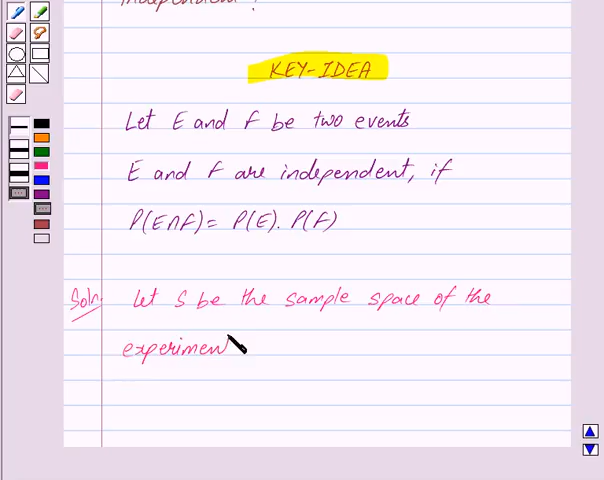 independent?
KEY-IDEA
Let E and F be two events
E and F are independent, if
P(E∩F) = P(E). P(F)
Soln. Let S be the sample space of the
experimen